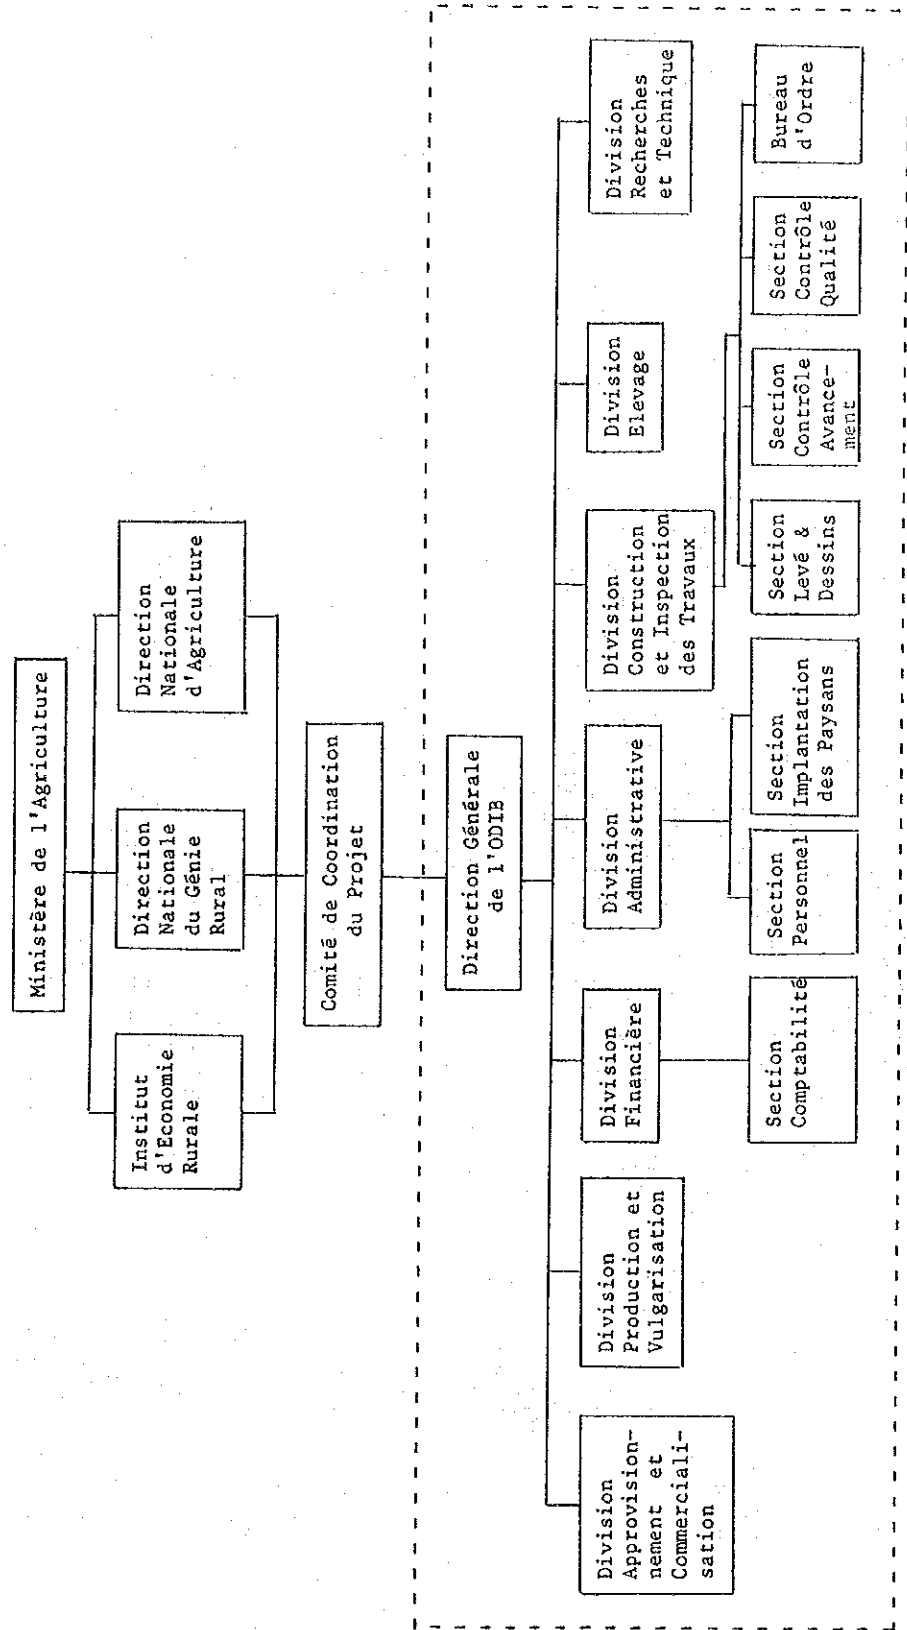 Ministère de l'Agriculture
Institut
d'Economie
Rurale
Direction
Nationale
du Génie
Rural
Direction
Nationale
d'Agriculture
Comité de Coordination
du Projet
Direction Générale
de l'ODIB
Division
Approvision-
nement et
Commerciali-
sation
Division
Production et
Vulgarisation
Division
Financière
Division
Administrative
Division
Construction
et Inspection
des Travaux
Division
Elevage
Division
Recherches
et Technique
Section
Comptabilité
Section
Personnel
Section
Implantation
des Paysans
Section
Levé &
Dessins
Section
Contrôle
Avance-
ment
Section
Contrôle
Qualité
Bureau
d'Ordre